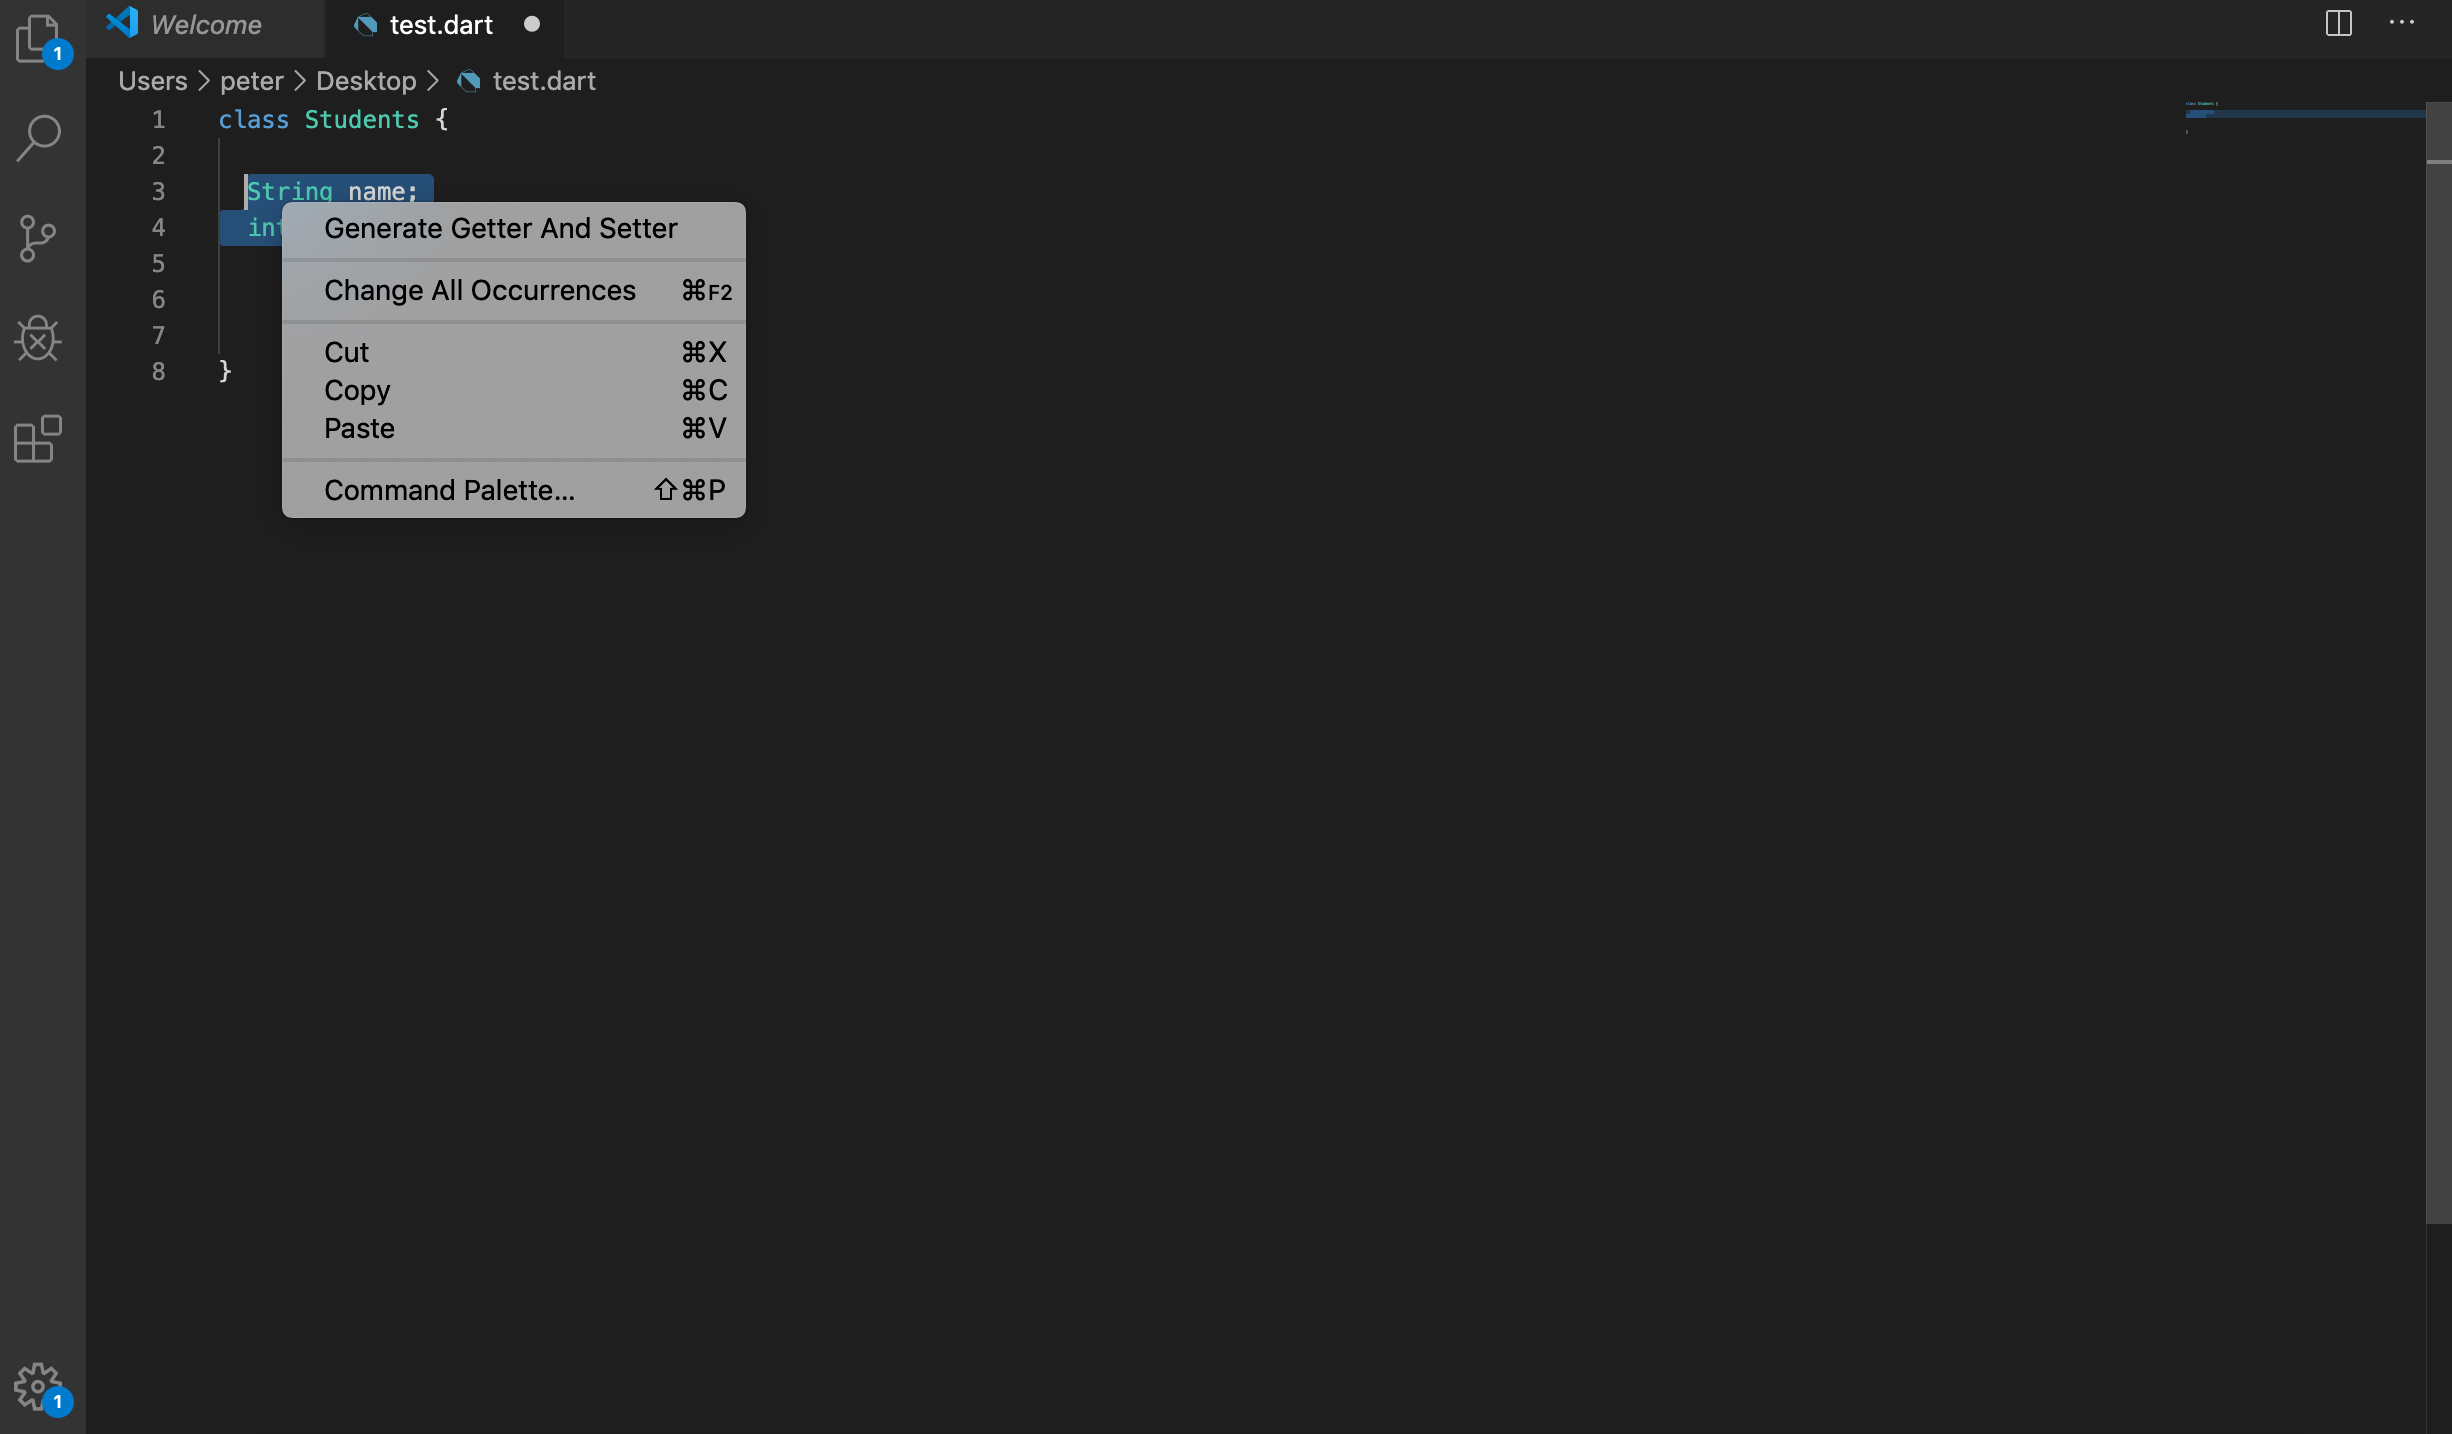 1
Welcome
test.dart
Users > peter > Desktop > test.dart
1 class Students {
2
3 String name;
4 int
5
6
7
8 }
Generate Getter And Setter
Change All Occurrences ⌘F2
Cut ⌘X
Copy ⌘C
Paste ⌘V
Command Palette... ⇧⌘P
1